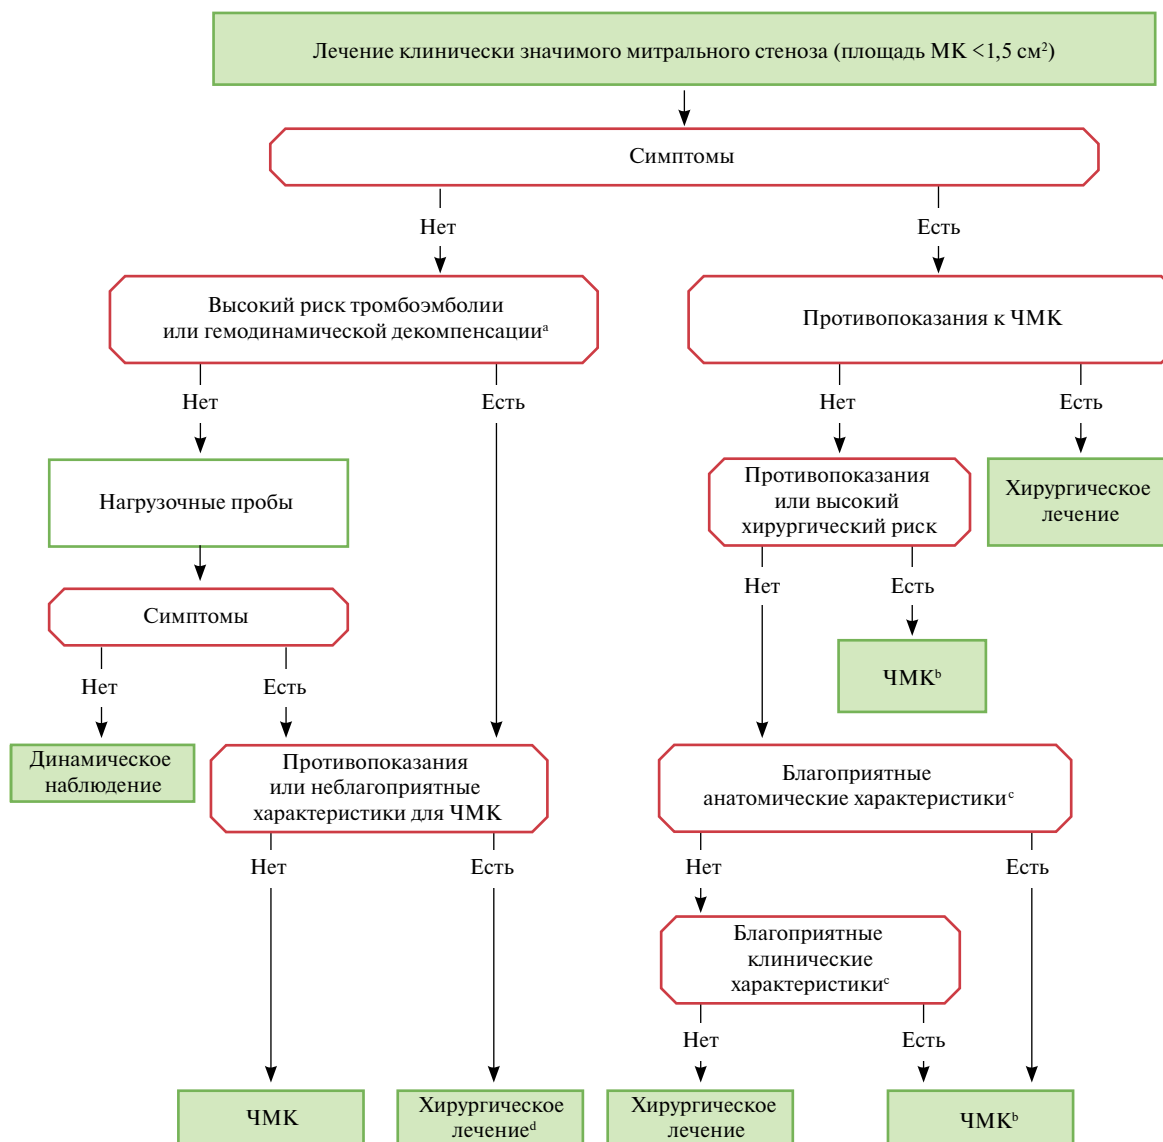 Лечение клинически значимого митрального стеноза (площадь МК <1,5 см²)
Симптомы
Нет
Есть
Высокий риск тромбоэмболии
или гемодинамической декомпенсацииᵃ
Противопоказания к ЧМК
Нет
Есть
Нет
Есть
Нагрузочные пробы
Противопоказания
или высокий
хирургический риск
Хирургическое
лечение
Нет
Есть
Симптомы
ЧМКᵇ
Нет
Есть
Динамическое
наблюдение
Противопоказания
или неблагоприятные
характеристики для ЧМК
Благоприятные
анатомические характеристикиᶜ
Нет
Есть
Нет
Есть
Благоприятные
клинические
характеристикиᶜ
Нет
Есть
ЧМК
Хирургическое
лечениеᵈ
Хирургическое
лечение
ЧМКᵇ